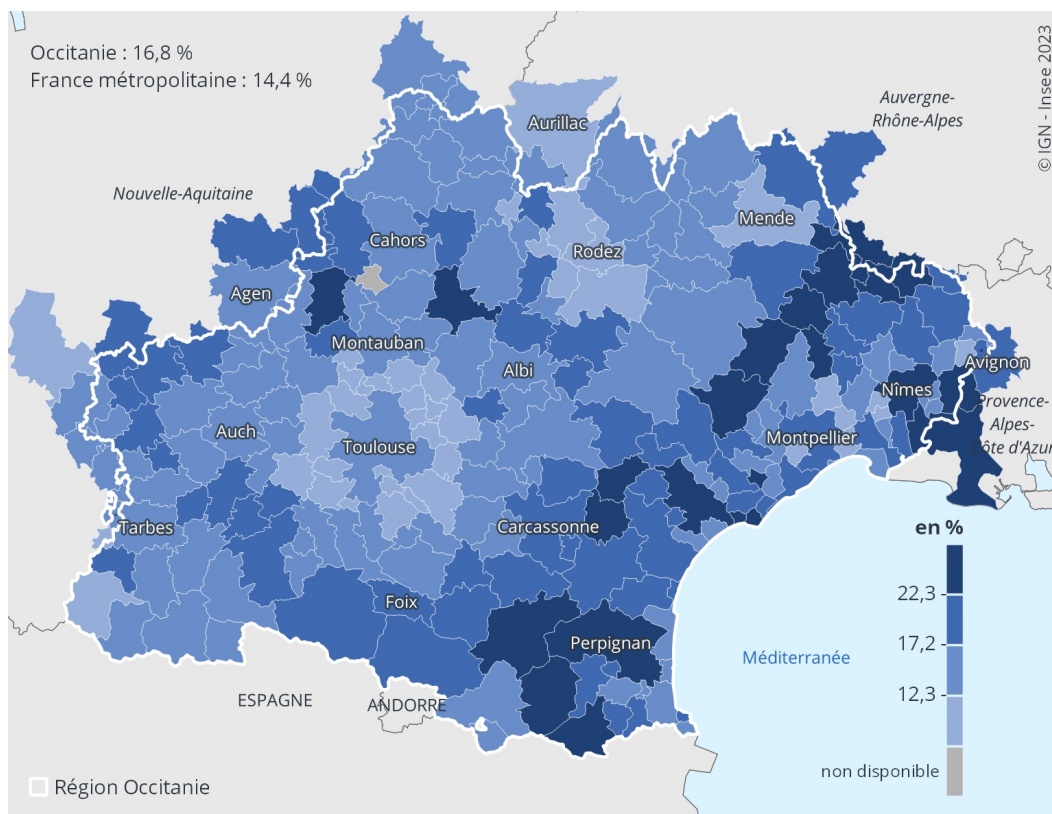 Occitanie : 16,8 %
France métropolitaine : 14,4 %
© IGN - Insee 2023
Auvergne-
Rhône-Alpes
Aurillac
Nouvelle-Aquitaine
Mende
Cahors
Rodez
Agen
Montauban
Avignon
Albi
Nîmes
Provence-
Alpes-
Côte d'Azur
Auch
Toulouse
Montpellier
Tarbes
Carcassonne
en %
22,3
17,2
12,3
non disponible
Foix
Perpignan
Méditerranée
ESPAGNE
ANDORRE
Région Occitanie